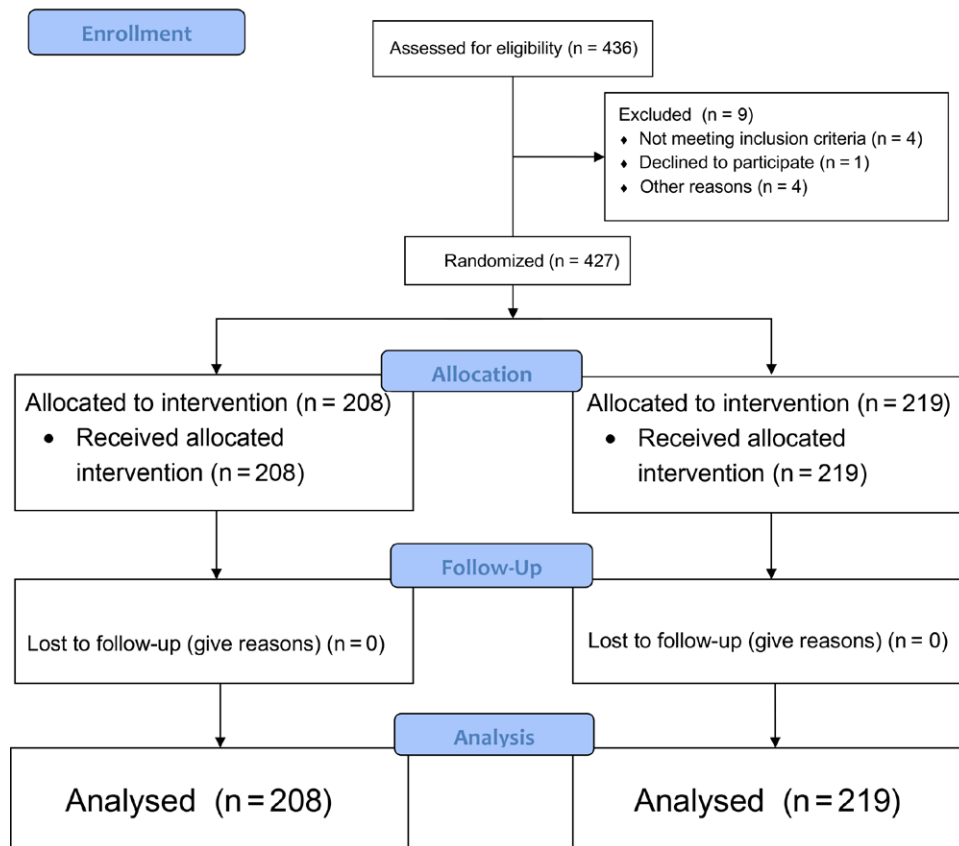 Enrollment
Assessed for eligibility (n = 436)
Excluded (n = 9)
♦ Not meeting inclusion criteria (n = 4)
♦ Declined to participate (n = 1)
♦ Other reasons (n = 4)
Randomized (n = 427)
Allocation
Allocated to intervention (n = 208)
• Received allocated
intervention (n = 208)
Allocated to intervention (n = 219)
• Received allocated
intervention (n = 219)
Follow-Up
Lost to follow-up (give reasons) (n = 0)
Lost to follow-up (give reasons) (n = 0)
Analysis
Analysed (n = 208)
Analysed (n = 219)